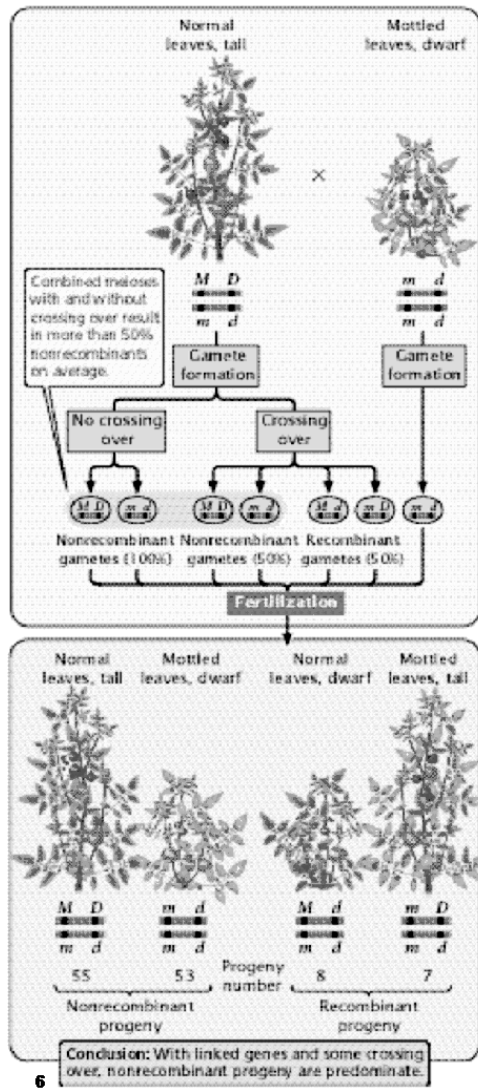 Normal
leaves, tall
Mottled
leaves, dwarf
×
Combined meioses
with and without
crossing over result
in more than 50%
nonrecombinants
on average.
M D
m d
m d
m d
Gamete
formation
Gamete
formation
No crossing
over
Crossing
over
M D
m d
M D
m d
M d
m D
m d
Nonrecombinant
gametes (100%)
Nonrecombinant
gametes (50%)
Recombinant
gametes (50%)
Fertilization
Normal
leaves, tall
Mottled
leaves, dwarf
Normal
leaves, dwarf
Mottled
leaves, tall
M D
m d
m d
m d
M d
m d
m D
m d
55
53
Progeny
number
8
7
Nonrecombinant
progeny
Recombinant
progeny
Conclusion: With linked genes and some crossing
over, nonrecombinant progeny are predominate.
6